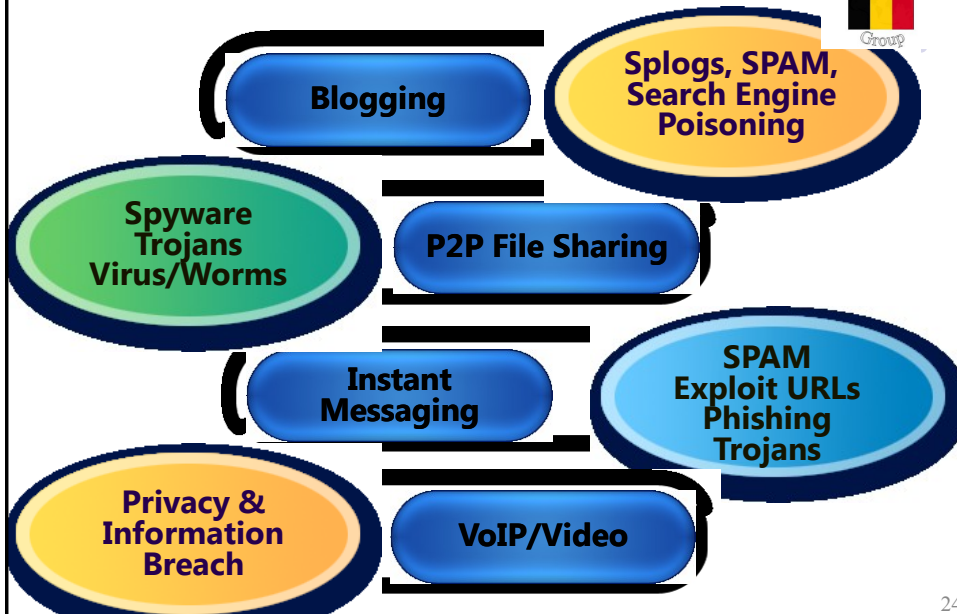 Group
Blogging
Splogs, SPAM,
Search Engine
Poisoning
Spyware
Trojans
Virus/Worms
P2P File Sharing
Instant
Messaging
SPAM
Exploit URLs
Phishing
Trojans
Privacy &
Information
Breach
VoIP/Video
24